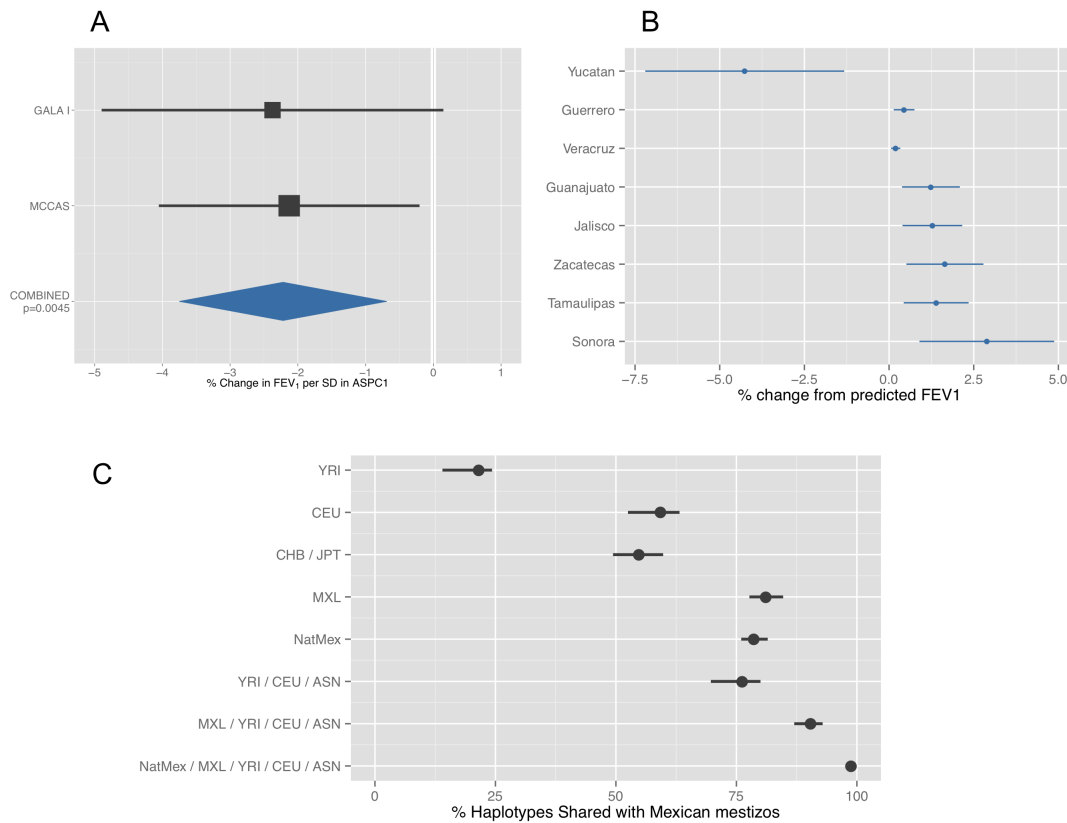 A
GALA I
MCCAS
COMBINED
p=0.0045
−5 −4 −3 −2 −1 0 1
% Change in FEV₁ per SD in ASPC1
B
Yucatan
Guerrero
Veracruz
Guanajuato
Jalisco
Zacatecas
Tamaulipas
Sonora
−7.5 −5.0 −2.5 0.0 2.5 5.0
% change from predicted FEV1
C
YRI
CEU
CHB / JPT
MXL
NatMex
YRI / CEU / ASN
MXL / YRI / CEU / ASN
NatMex / MXL / YRI / CEU / ASN
0 25 50 75 100
% Haplotypes Shared with Mexican mestizos